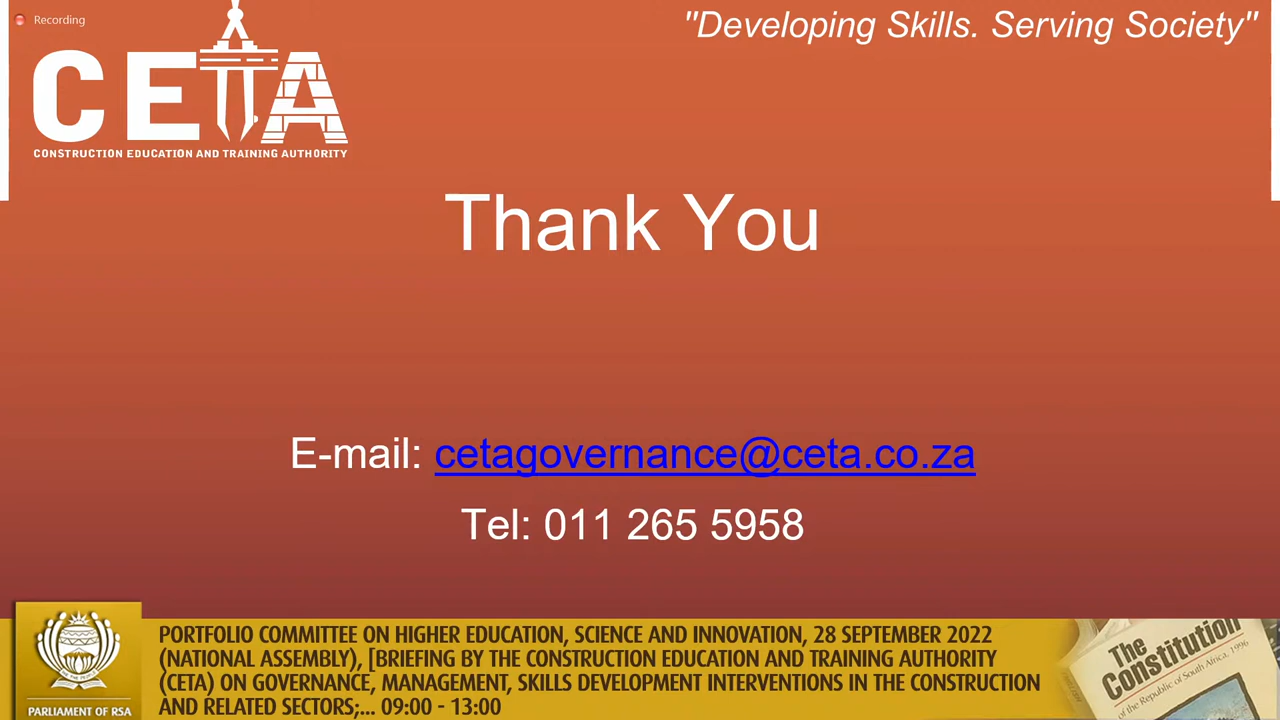 Recording
"Developing Skills. Serving Society"
CETA
CONSTRUCTION EDUCATION AND TRAINING AUTHORITY
Thank You
E-mail: cetagovernance@ceta.co.za
Tel: 011 265 5958
PORTFOLIO COMMITTEE ON HIGHER EDUCATION, SCIENCE AND INNOVATION, 28 SEPTEMBER 2022
(NATIONAL ASSEMBLY), [BRIEFING BY THE CONSTRUCTION EDUCATION AND TRAINING AUTHORITY
(CETA) ON GOVERNANCE, MANAGEMENT, SKILLS DEVELOPMENT INTERVENTIONS IN THE CONSTRUCTION
AND RELATED SECTORS;... 09:00 - 13:00
PARLIAMENT OF RSA
The
Constitution
of the Republic of South Africa, 1996